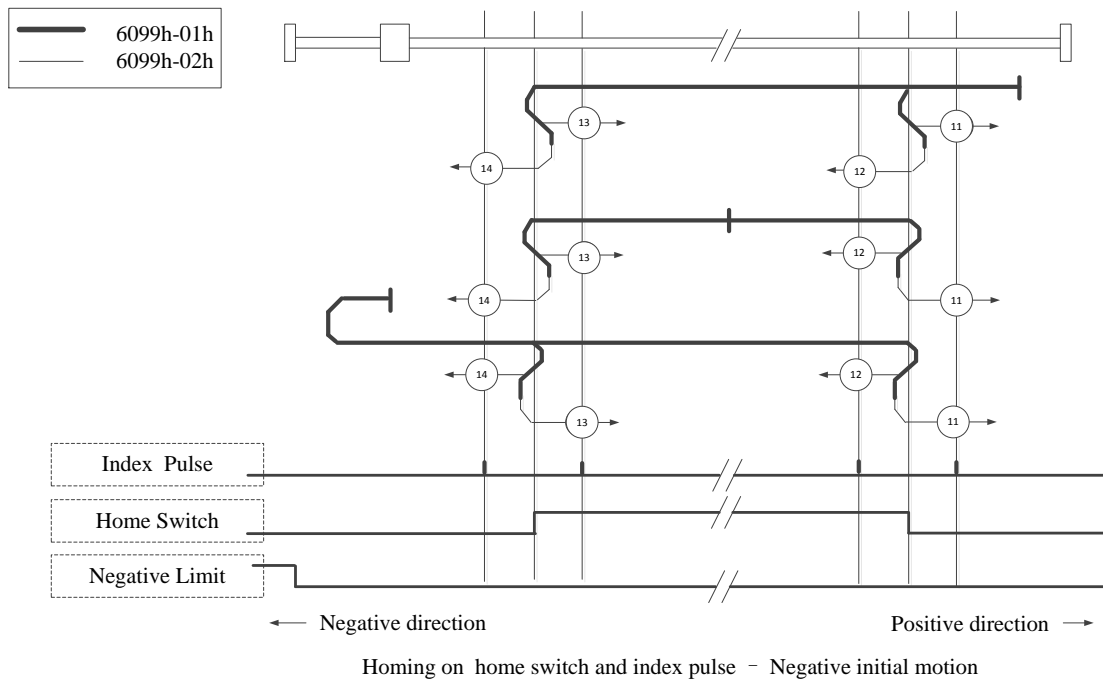 6099h-01h
6099h-02h
13
11
14
12
13
12
14
11
14
12
13
11
Index Pulse
Home Switch
Negative Limit
Negative direction
Positive direction
Homing on home switch and index pulse - Negative initial motion